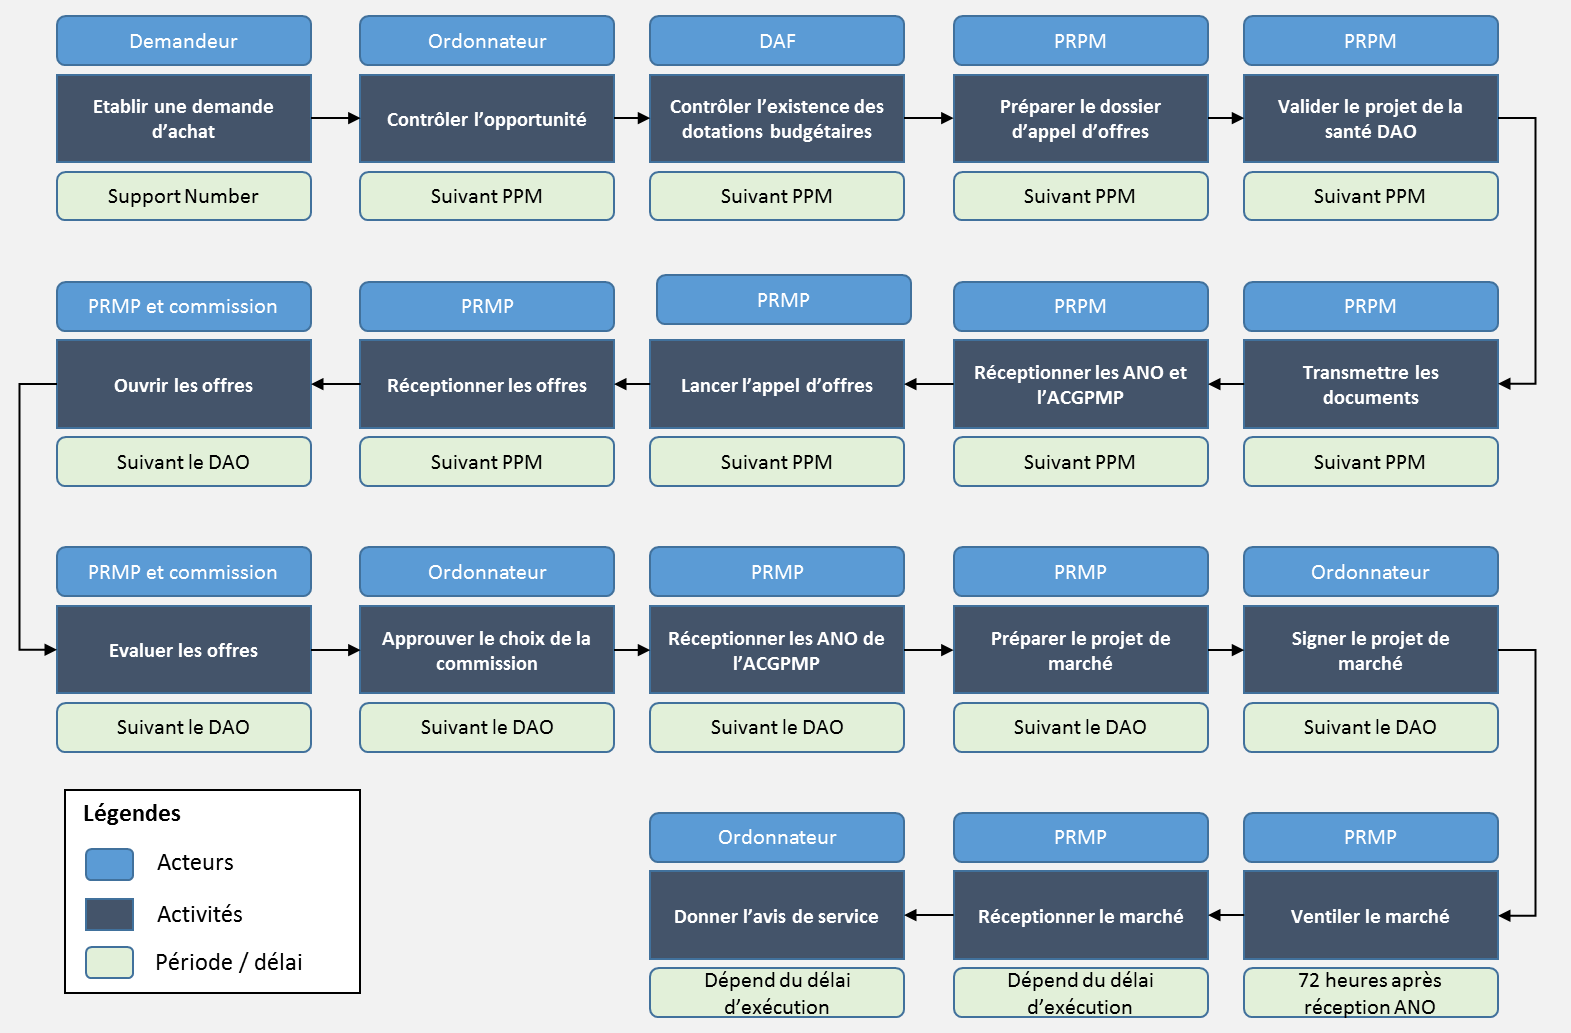 Demandeur
Ordonnateur
DAF
PRPM
PRPM
Etablir une demande
d'achat
Contrôler l'opportunité
Contrôler l'existence des
dotations budgétaires
Préparer le dossier
d'appel d'offres
Valider le projet de la
santé DAO
Support Number
Suivant PPM
Suivant PPM
Suivant PPM
Suivant PPM
PRMP et commission
PRMP
PRMP
PRPM
PRPM
Ouvrir les offres
Réceptionner les offres
Lancer l'appel d'offres
Réceptionner les ANO et
l'ACGPMP
Transmettre les
documents
Suivant le DAO
Suivant PPM
Suivant PPM
Suivant PPM
Suivant PPM
PRMP et commission
Ordonnateur
PRMP
PRMP
Ordonnateur
Evaluer les offres
Approuver le choix de la
commission
Réceptionner les ANO de
l'ACGPMP
Préparer le projet de
marché
Signer le projet de
marché
Suivant le DAO
Suivant le DAO
Suivant le DAO
Suivant le DAO
Suivant le DAO
Ordonnateur
PRMP
PRMP
Donner l'avis de service
Réceptionner le marché
Ventiler le marché
Dépend du délai
d'exécution
Dépend du délai
d'exécution
72 heures après
réception ANO
Légendes
Acteurs
Activités
Période / délai